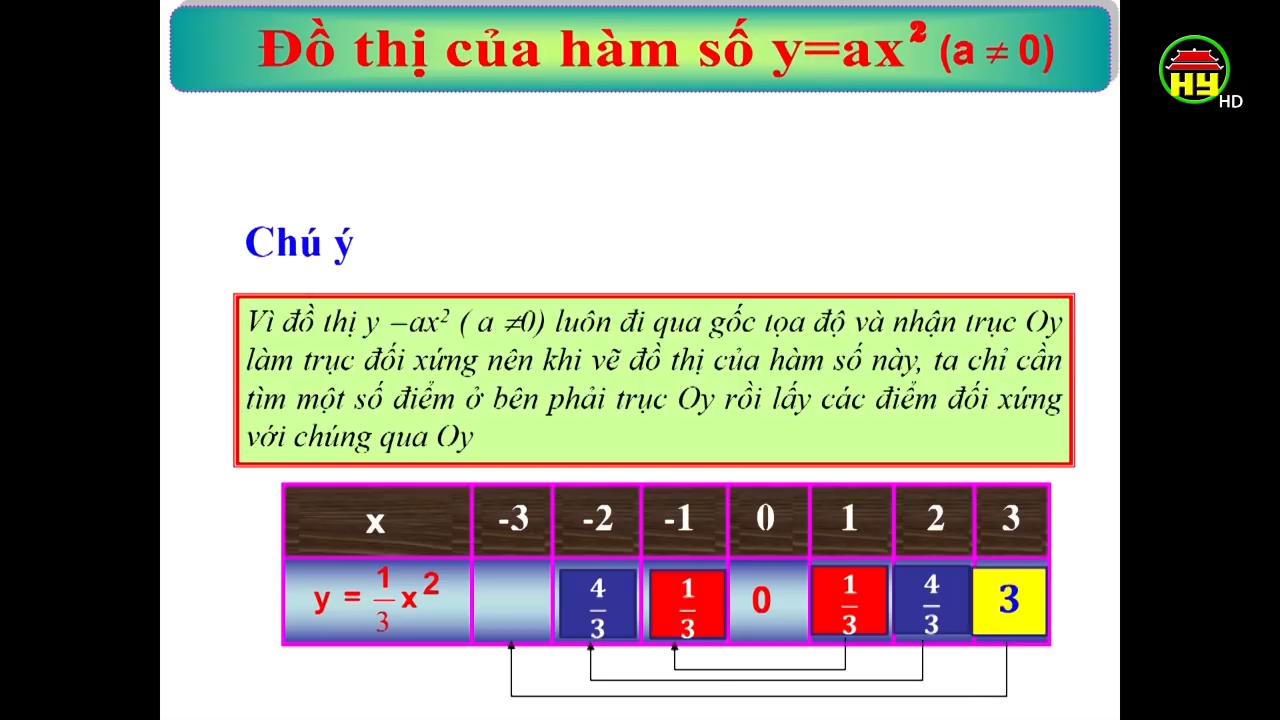 Đồ thị của hàm số y=ax² (a ≠ 0)
HY
HD
Chú ý
Vì đồ thị y –ax² ( a ≠0) luôn đi qua gốc tọa độ và nhận trục Oy
làm trục đối xứng nên khi vẽ đồ thị của hàm số này, ta chỉ cần
tìm một số điểm ở bên phải trục Oy rồi lấy các điểm đối xứng
với chúng qua Oy
x -3 -2 -1 0 1 2 3
y = 1/3 x² 4/3 1/3 0 1/3 4/3 3